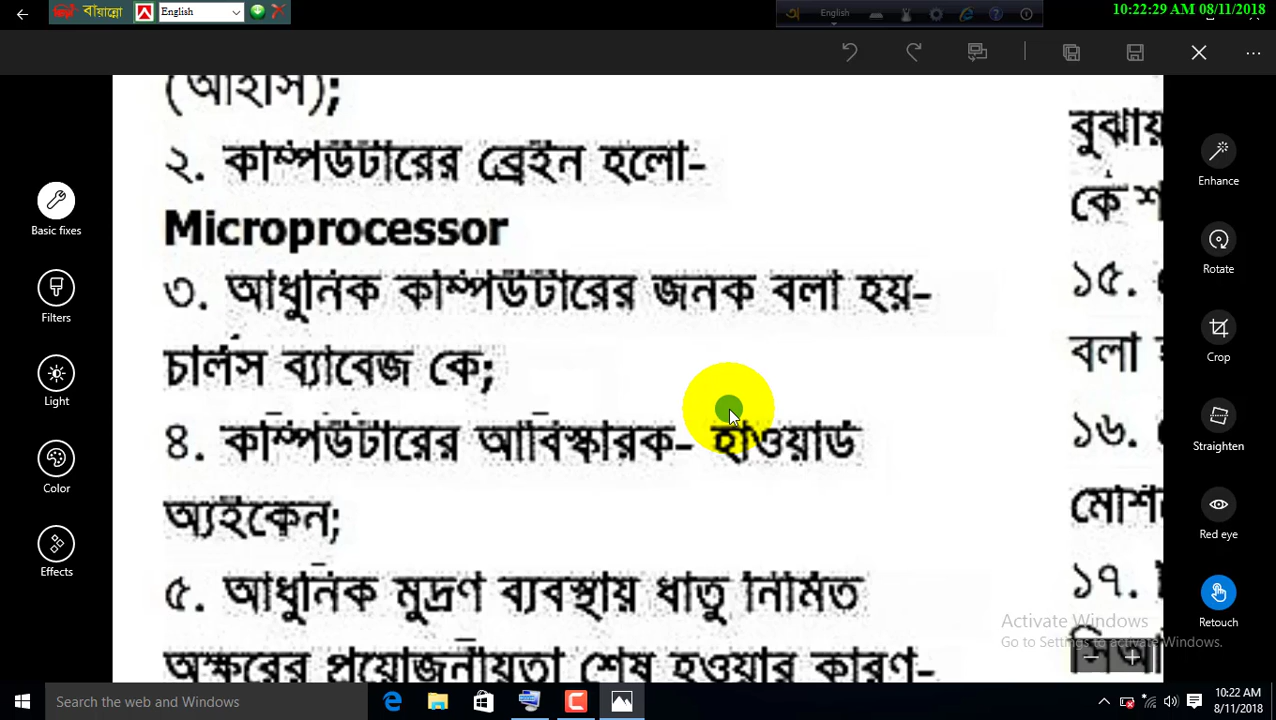 বায়ান্নো English English 10:22:29 AM 08/11/2018
(আইসি);
২. কম্পিউটারের ব্রেইন হলো-
Microprocessor
৩. আধুনিক কম্পিউটারের জনক বলা হয়-
চার্লস ব্যাবেজ কে;
৪. কম্পিউটারের আবিস্কারক- হাওয়ার্ড
অ্যইকেন;
৫. আধুনিক মুদ্রণ ব্যবস্থায় ধাতু নির্মিত
অক্ষরের প্রয়োজনীয়তা শেষ হওয়ার কারণ-
বুঝায়
কে
১৫.
বলা
১৬.
১৭.
Basic fixes
Filters
Light
Color
Effects
Enhance
Rotate
Crop
Straighten
Red eye
Retouch
Activate Windows
Go to Settings to activate Windows.
Search the web and Windows
10:22 AM
8/11/2018